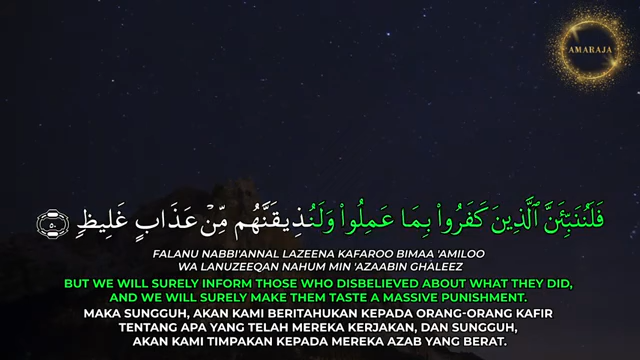 AMARAJA
فَلَنُنَبِّئَنَّ ٱلَّذِينَ كَفَرُوا۟ بِمَا عَمِلُوا۟ وَلَنُذِيقَنَّهُم مِّنْ عَذَابٍ غَلِيظٍ ۝٥٠
FALANU NABBI'ANNAL LAZEENA KAFAROO BIMAA 'AMILOO
WA LANUZEEQAN NAHUM MIN 'AZAABIN GHALEEZ
BUT WE WILL SURELY INFORM THOSE WHO DISBELIEVED ABOUT WHAT THEY DID,
AND WE WILL SURELY MAKE THEM TASTE A MASSIVE PUNISHMENT.
MAKA SUNGGUH, AKAN KAMI BERITAHUKAN KEPADA ORANG-ORANG KAFIR
TENTANG APA YANG TELAH MEREKA KERJAKAN, DAN SUNGGUH,
AKAN KAMI TIMPAKAN KEPADA MEREKA AZAB YANG BERAT.